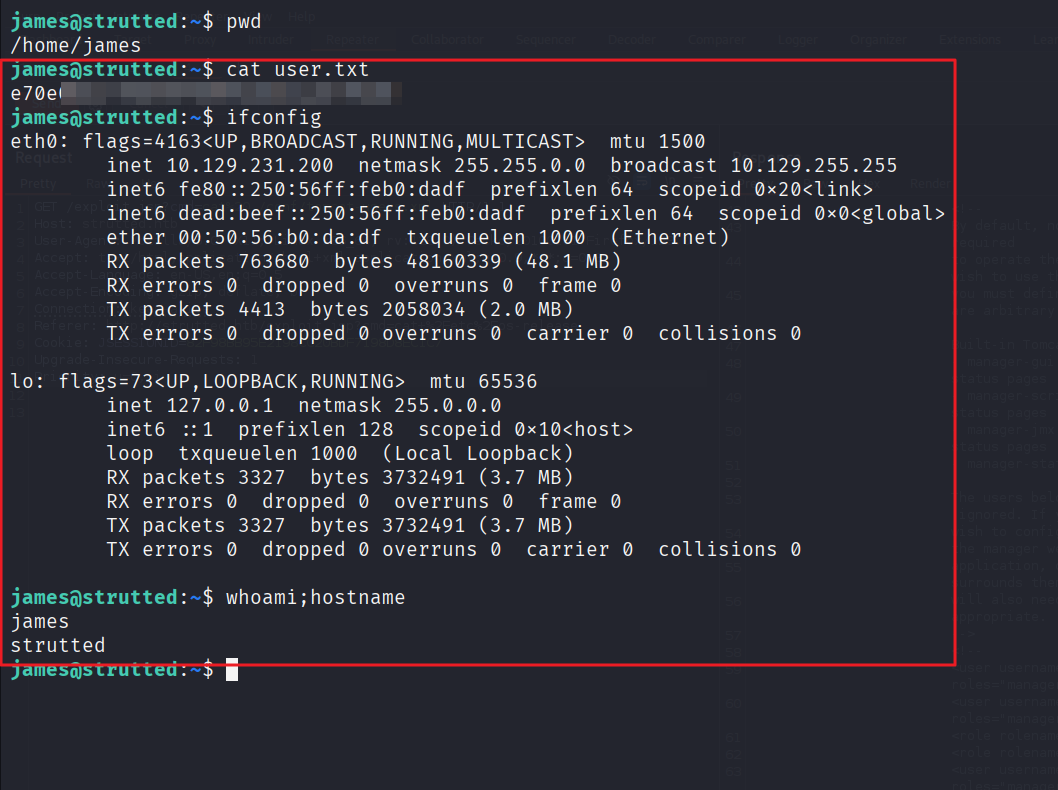 james@strutted:~$ pwd
/home/james
james@strutted:~$ cat user.txt
e70e
james@strutted:~$ ifconfig
eth0: flags=4163<UP,BROADCAST,RUNNING,MULTICAST>  mtu 1500
        inet 10.129.231.200  netmask 255.255.0.0  broadcast 10.129.255.255
        inet6 fe80::250:56ff:feb0:dadf  prefixlen 64  scopeid 0×20<link>
        inet6 dead:beef::250:56ff:feb0:dadf  prefixlen 64  scopeid 0×0<global>
        ether 00:50:56:b0:da:df  txqueuelen 1000  (Ethernet)
        RX packets 763680  bytes 48160339 (48.1 MB)
        RX errors 0  dropped 0  overruns 0  frame 0
        TX packets 4413  bytes 2058034 (2.0 MB)
        TX errors 0  dropped 0 overruns 0  carrier 0  collisions 0

lo: flags=73<UP,LOOPBACK,RUNNING>  mtu 65536
        inet 127.0.0.1  netmask 255.0.0.0
        inet6 ::1  prefixlen 128  scopeid 0×10<host>
        loop  txqueuelen 1000  (Local Loopback)
        RX packets 3327  bytes 3732491 (3.7 MB)
        RX errors 0  dropped 0  overruns 0  frame 0
        TX packets 3327  bytes 3732491 (3.7 MB)
        TX errors 0  dropped 0 overruns 0  carrier 0  collisions 0

james@strutted:~$ whoami;hostname
james
strutted
james@strutted:~$